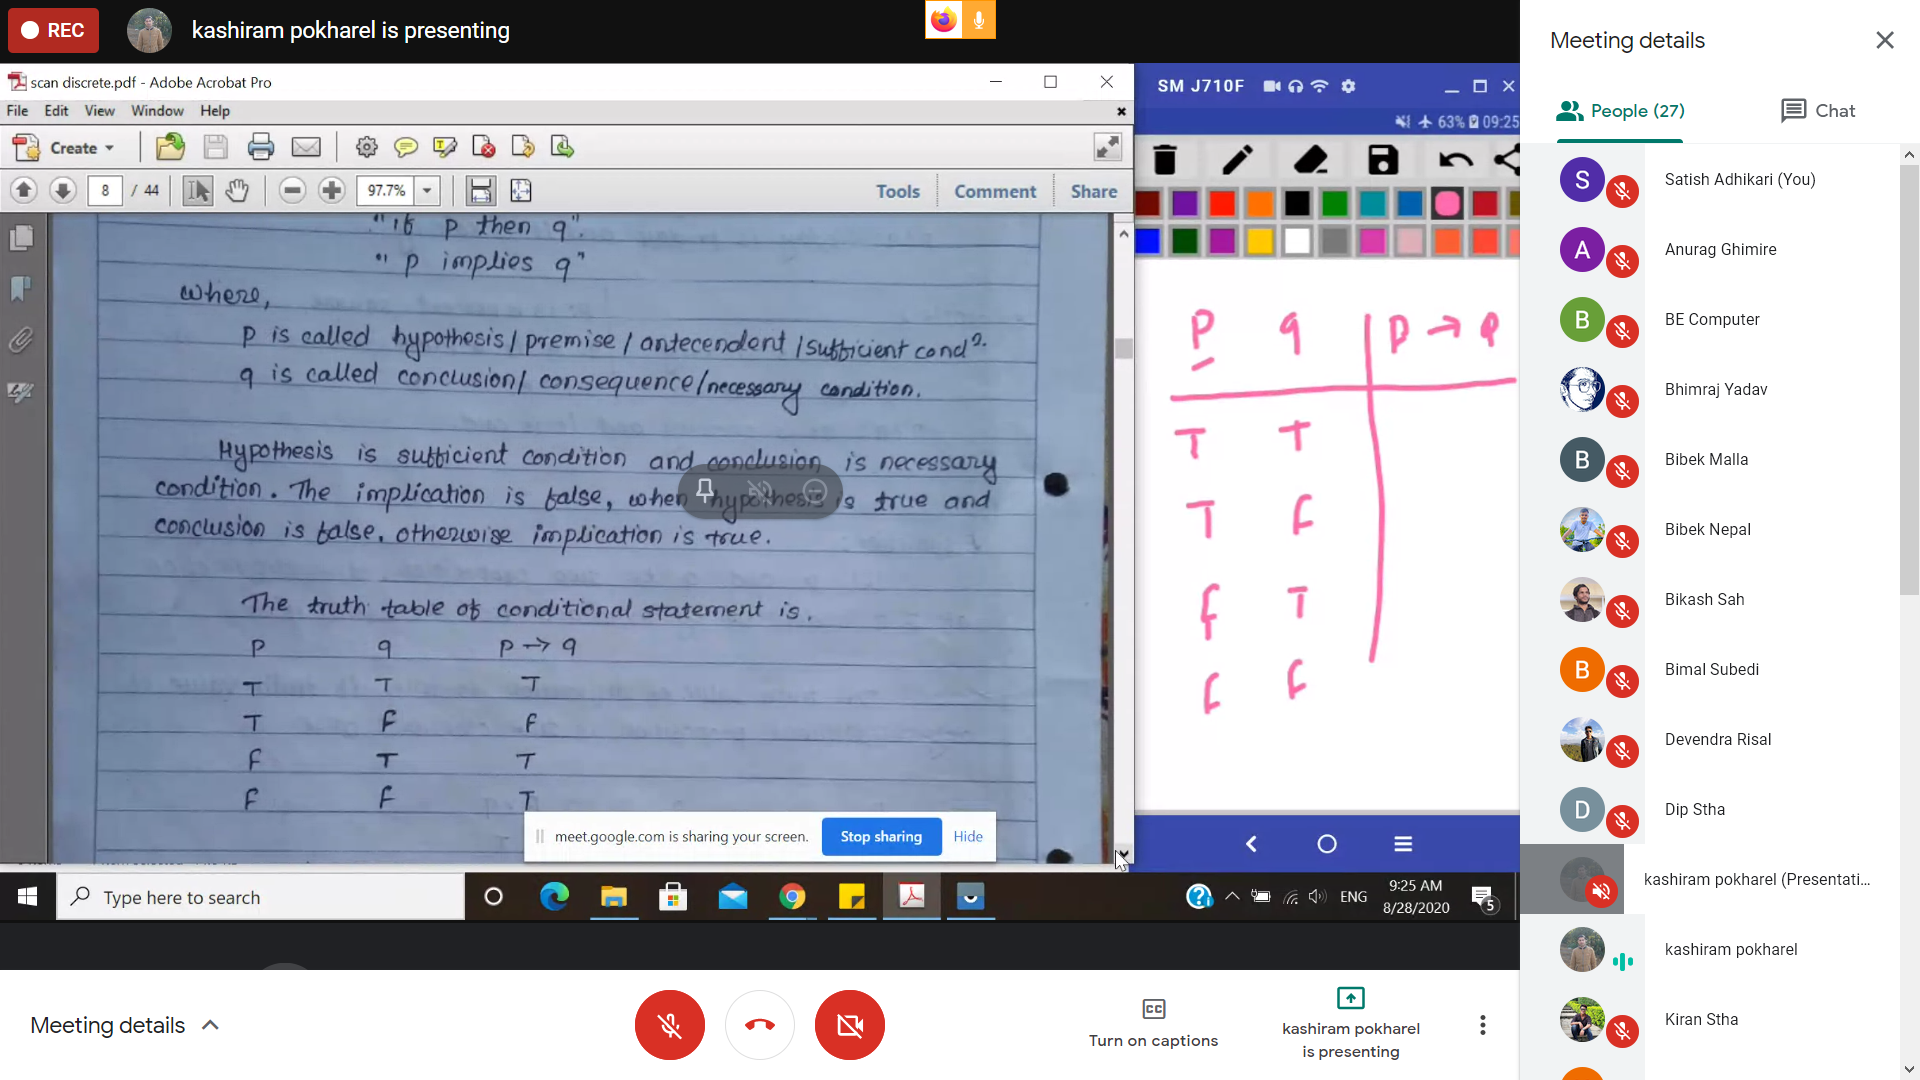 REC
kashiram pokharel is presenting
scan discrete.pdf - Adobe Acrobat Pro
File Edit View Window Help
Create
8 / 44
97.7%
Tools Comment Share
"if p then q".
"p implies q"
where,
p is called hypothesis/premise/antecendent/sufficient condn.
q is called conclusion/consequence/necessary condition.
Hypothesis is sufficient condition and conclusion is necessary
condition. The implication is false, when hypothesis is true and
conclusion is false, otherwise implication is true.
The truth table of conditional statement is,
p q p → q
T T T
T F F
F T T
F F T
meet.google.com is sharing your screen. Stop sharing Hide
SM J710F
63% 09:25
P q p → q
T T
T F
F T
F F
Type here to search
ENG
9:25 AM
8/28/2020
5
Meeting details
Turn on captions
kashiram pokharel
is presenting
Meeting details
People (27) Chat
S Satish Adhikari (You)
A Anurag Ghimire
B BE Computer
Bhimraj Yadav
B Bibek Malla
Bibek Nepal
Bikash Sah
B Bimal Subedi
Devendra Risal
D Dip Stha
kashiram pokharel (Presentati...
kashiram pokharel
Kiran Stha